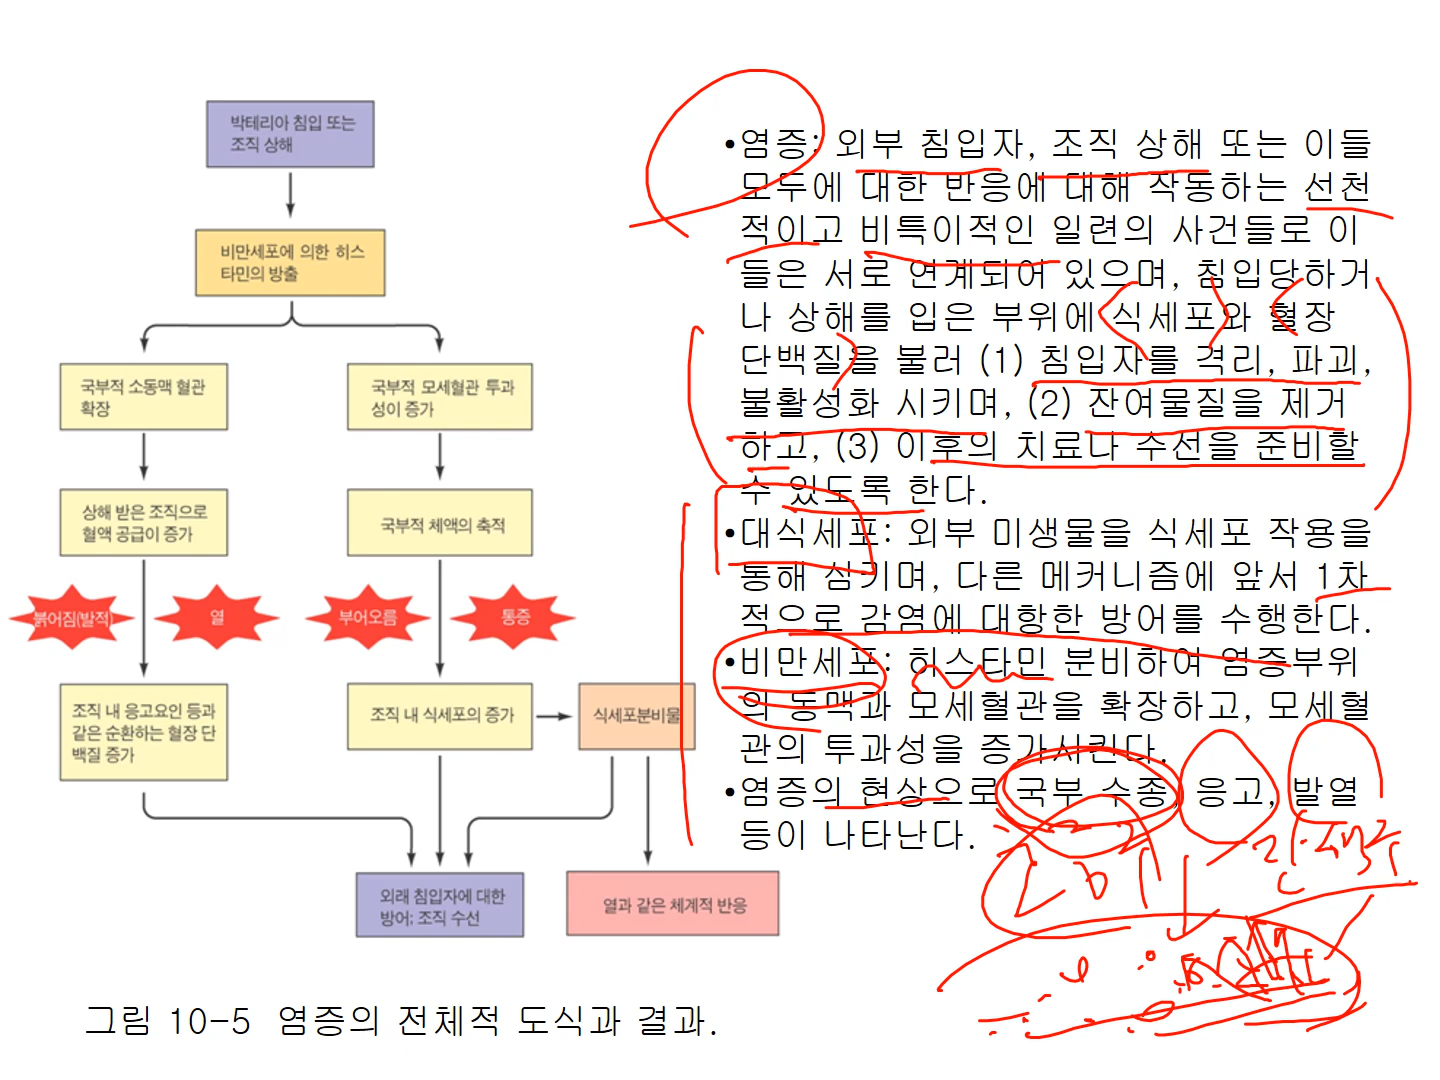 박테리아 침입 또는
조직 상해
비만세포에 의한 히스
타민의 방출
국부적 소동맥 혈관
확장
국부적 모세혈관 투과
성이 증가
상해 받은 조직으로
혈액 공급이 증가
국부적 체액의 축적
붉어짐(발적)
열
부어오름
통증
조직 내 응고요인 등과
같은 순환하는 혈장 단
백질 증가
조직 내 식세포의 증가
식세포분비물
외래 침입자에 대한
방어; 조직 수선
열과 같은 체계적 반응
그림 10-5 염증의 전체적 도식과 결과.
•염증: 외부 침입자, 조직 상해 또는 이들
모두에 대한 반응에 대해 작동하는 선천
적이고 비특이적인 일련의 사건들로 이
들은 서로 연계되어 있으며, 침입당하거
나 상해를 입은 부위에 식세포와 혈장
단백질을 불러 (1) 침입자를 격리, 파괴,
불활성화 시키며, (2) 잔여물질을 제거
하고, (3) 이후의 치료나 수선을 준비할
수 있도록 한다.
•대식세포: 외부 미생물을 식세포 작용을
통해 삼키며, 다른 메커니즘에 앞서 1차
적으로 감염에 대항한 방어를 수행한다.
•비만세포: 히스타민 분비하여 염증부위
의 동맥과 모세혈관을 확장하고, 모세혈
관의 투과성을 증가시킨다.
•염증의 현상으로 국부 수종, 응고, 발열
등이 나타난다.